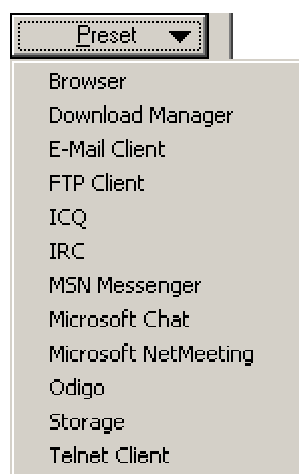 Preset
Browser
Download Manager
E-Mail Client
FTP Client
ICQ
IRC
MSN Messenger
Microsoft Chat
Microsoft NetMeeting
Odigo
Storage
Telnet Client